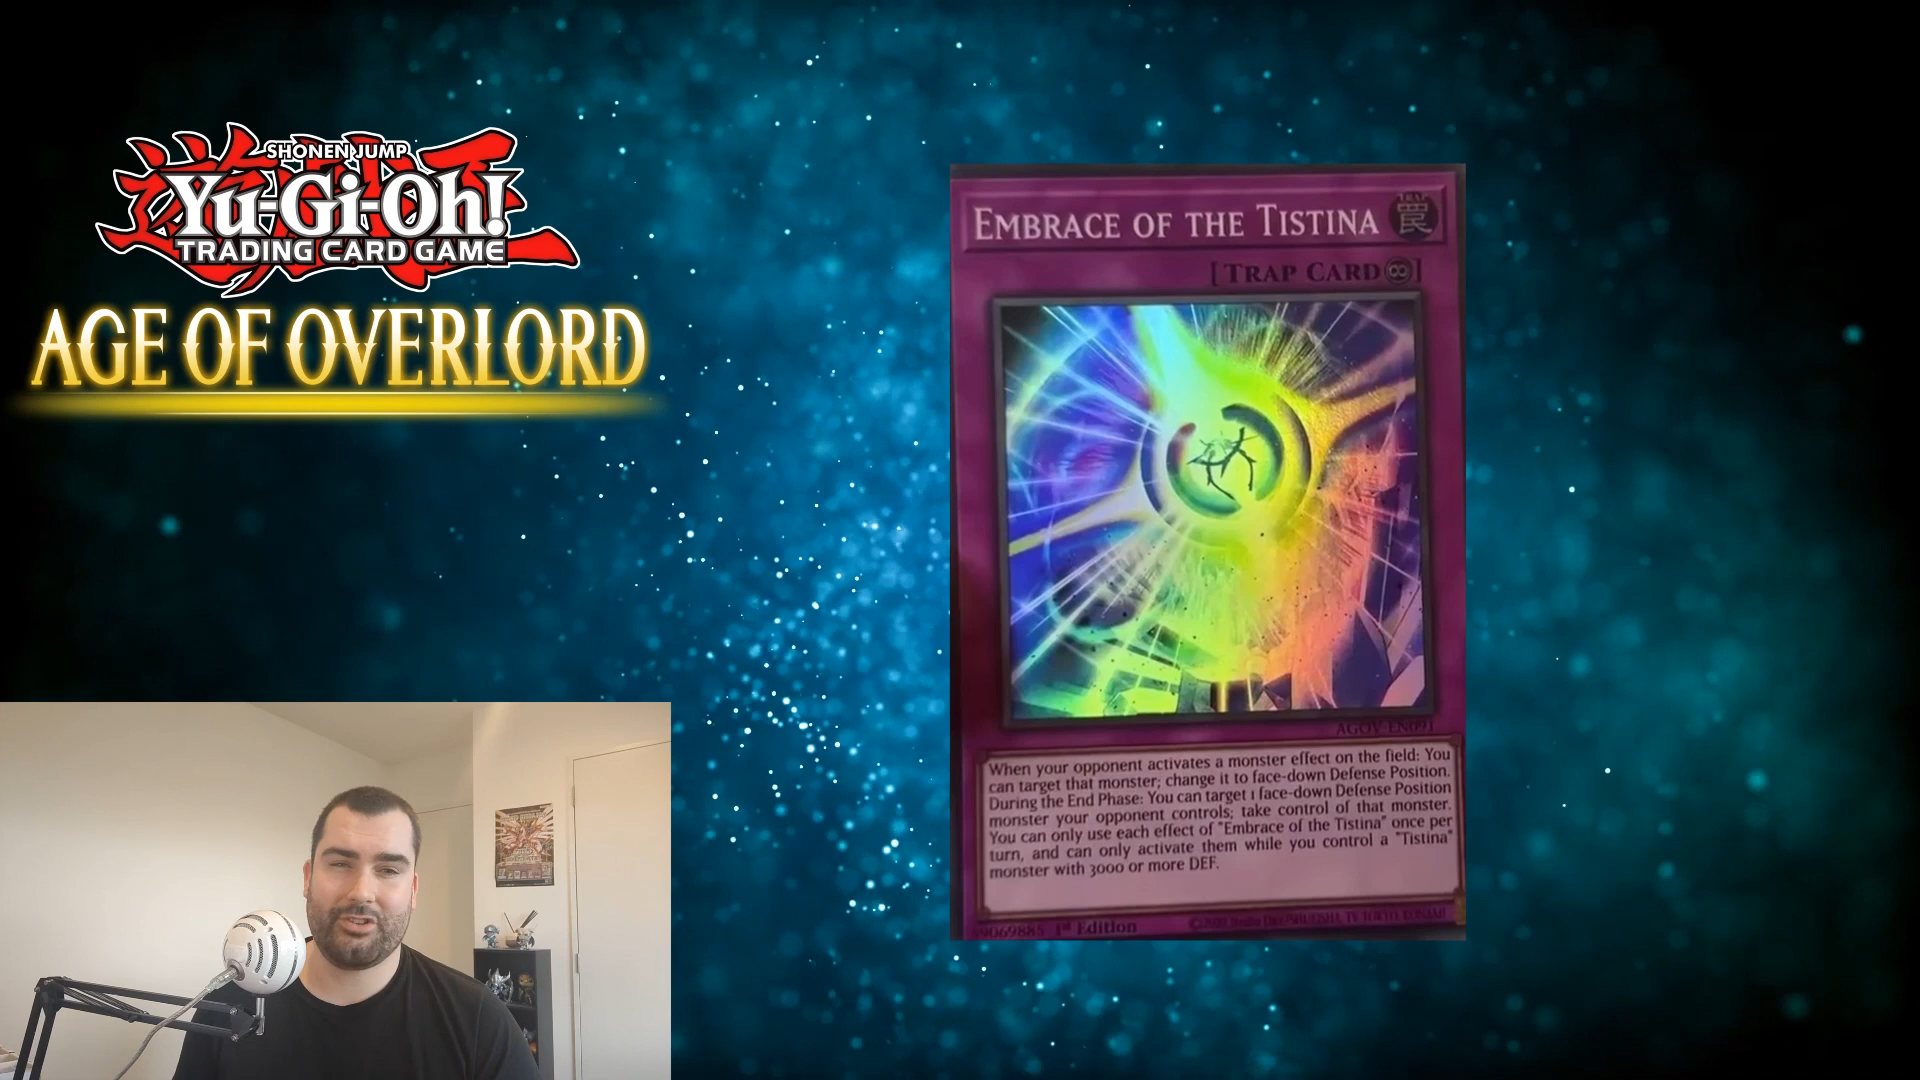 SHONEN JUMP
Yu-Gi-Oh!
TRADING CARD GAME
AGE OF OVERLORD
EMBRACE OF THE TISTINA
TRAP
[TRAP CARD]
AGOV-EN091
When your opponent activates a monster effect on the field: You
can target that monster; change it to face-down Defense Position.
During the End Phase: You can target 1 face-down Defense Position
monster your opponent controls; take control of that monster.
You can only use each effect of "Embrace of the Tistina" once per
turn, and can only activate them while you control a "Tistina"
monster with 3000 or more DEF.
1st Edition